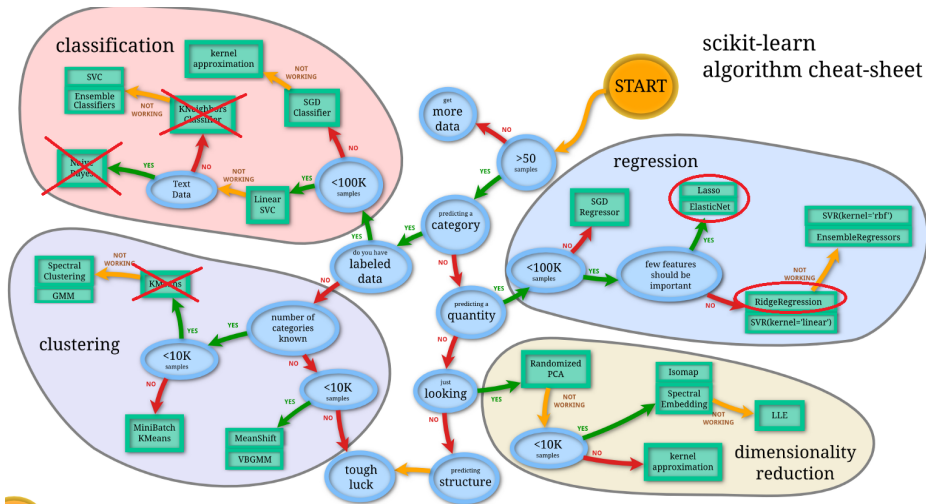 classification
scikit-learn
algorithm cheat-sheet
START
kernel
approximation
NOT
WORKING
SVC
Ensemble
Classifiers
NOT
WORKING
KNeighbors
Classifier
SGD
Classifier
get
more
data
NO
>50
samples
regression
Naive
Bayes
YES
Text
Data
NO
NOT
WORKING
Linear
SVC
YES
<100K
samples
NO
YES
predicting a
category
YES
SGD
Regressor
Lasso
ElasticNet
SVR(kernel='rbf')
EnsembleRegressors
YES
do you have
labeled
data
YES
NO
NO
<100K
samples
YES
few features
should be
important
YES
NOT
WORKING
Spectral
Clustering
GMM
NOT
WORKING
KMeans
NO
predicting a
quantity
YES
NO
RidgeRegression
SVR(kernel='linear')
clustering
number of
categories
known
YES
YES
<10K
samples
NO
NO
NO
<10K
samples
just
looking
YES
Randomized
PCA
NOT
WORKING
Isomap
Spectral
Embedding
NOT
WORKING
LLE
MiniBatch
KMeans
YES
MeanShift
VBGMM
NO
NO
YES
<10K
samples
NO
kernel
approximation
dimensionality
reduction
tough
luck
predicting
structure